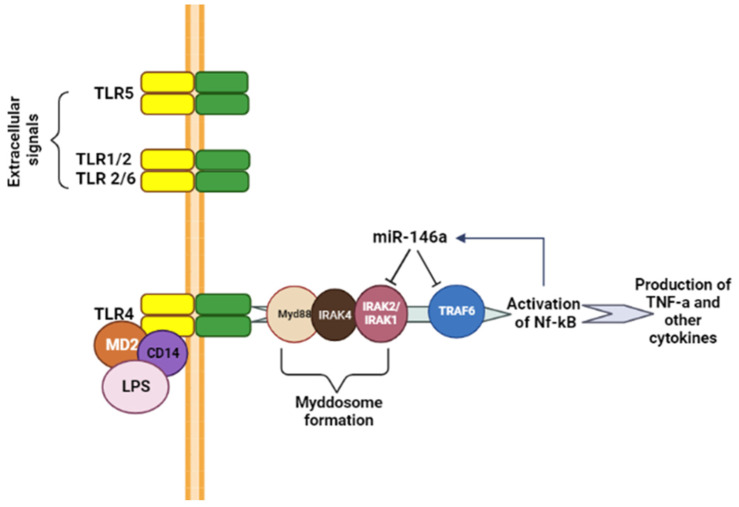 Extracellular
signals
TLR5
TLR1/2
TLR 2/6
TLR4
MD2
CD14
LPS
Myd88
IRAK4
IRAK2/
IRAK1
TRAF6
miR-146a
Activation
of Nf-kB
Production of
TNF-a and
other
cytokines
Myddosome
formation